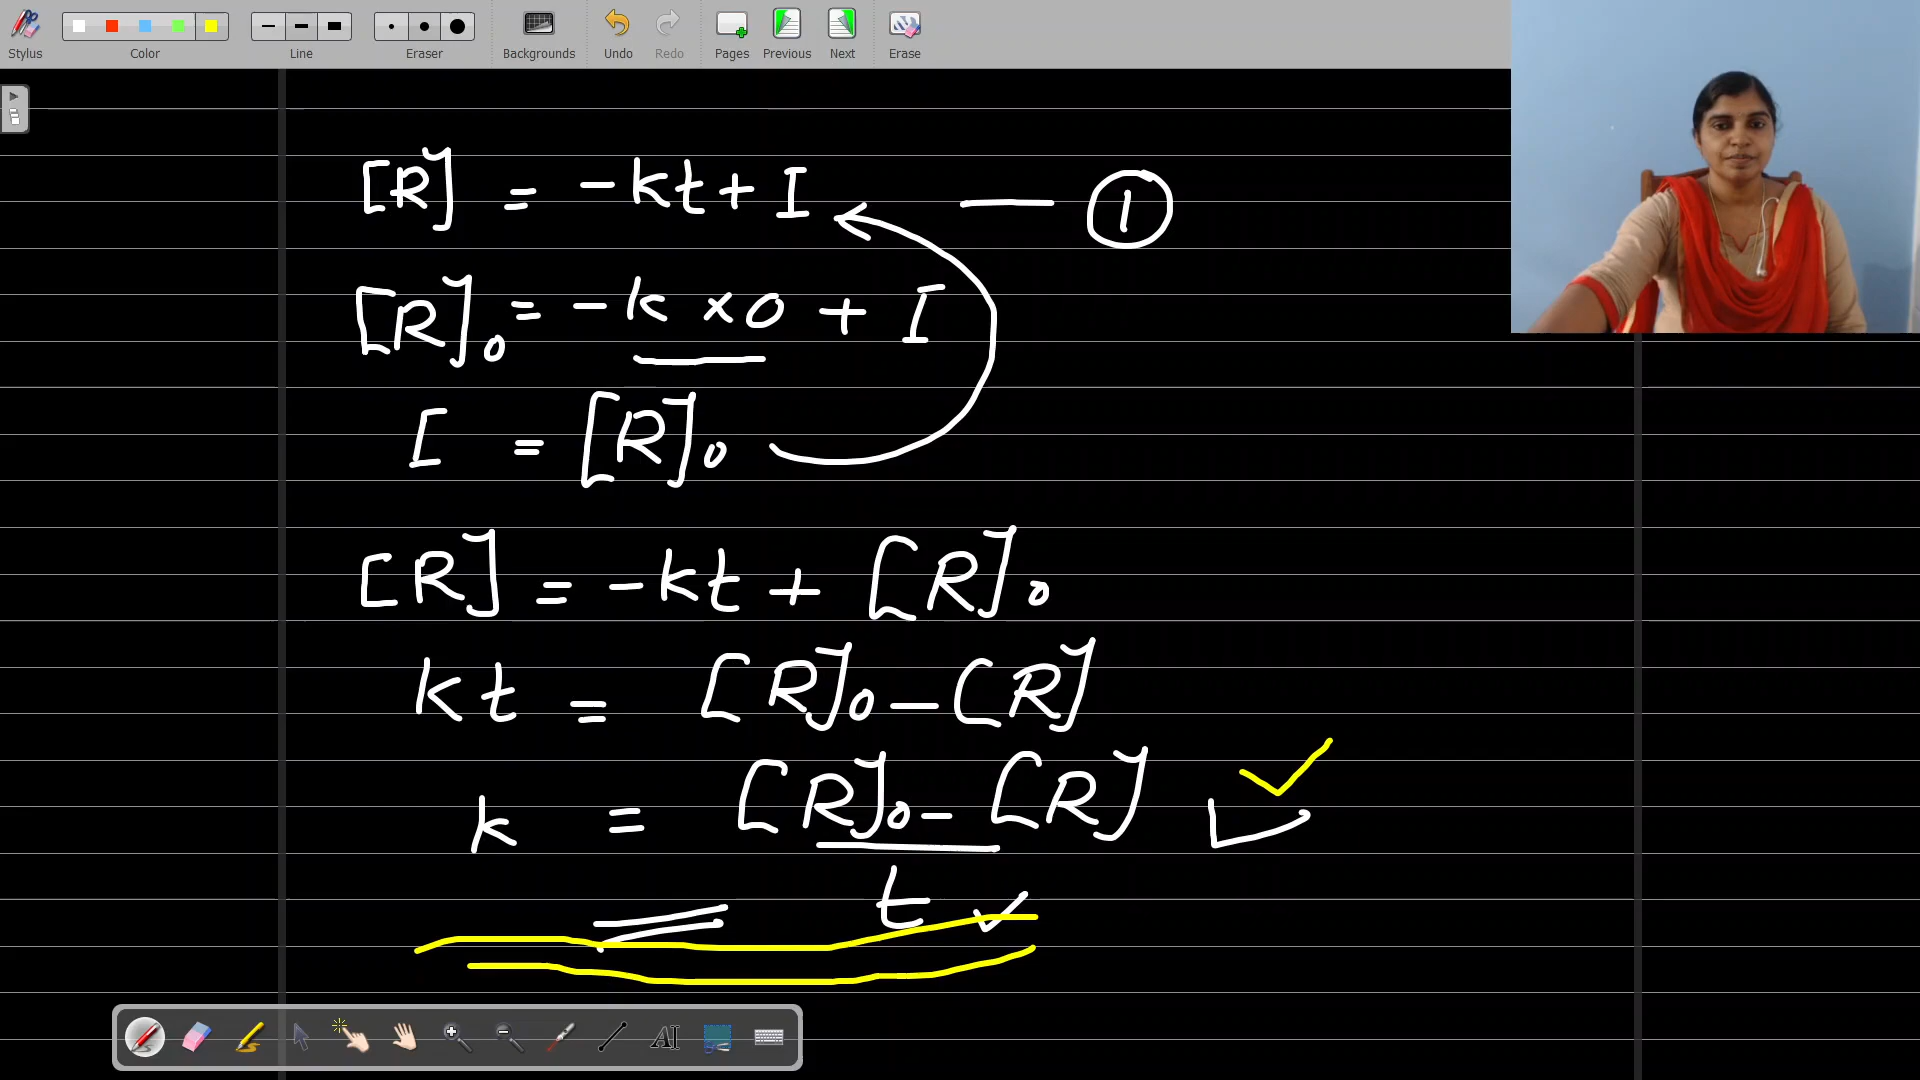 Stylus Color Line Eraser Backgrounds Undo Redo Pages Previous Next Erase
[R] = -kt + I — ①
[R]₀ = -k × 0 + I
I = [R]₀
[R] = -kt + [R]₀
kt = [R]₀ - [R]
k = [R]₀ - [R]
t
AI